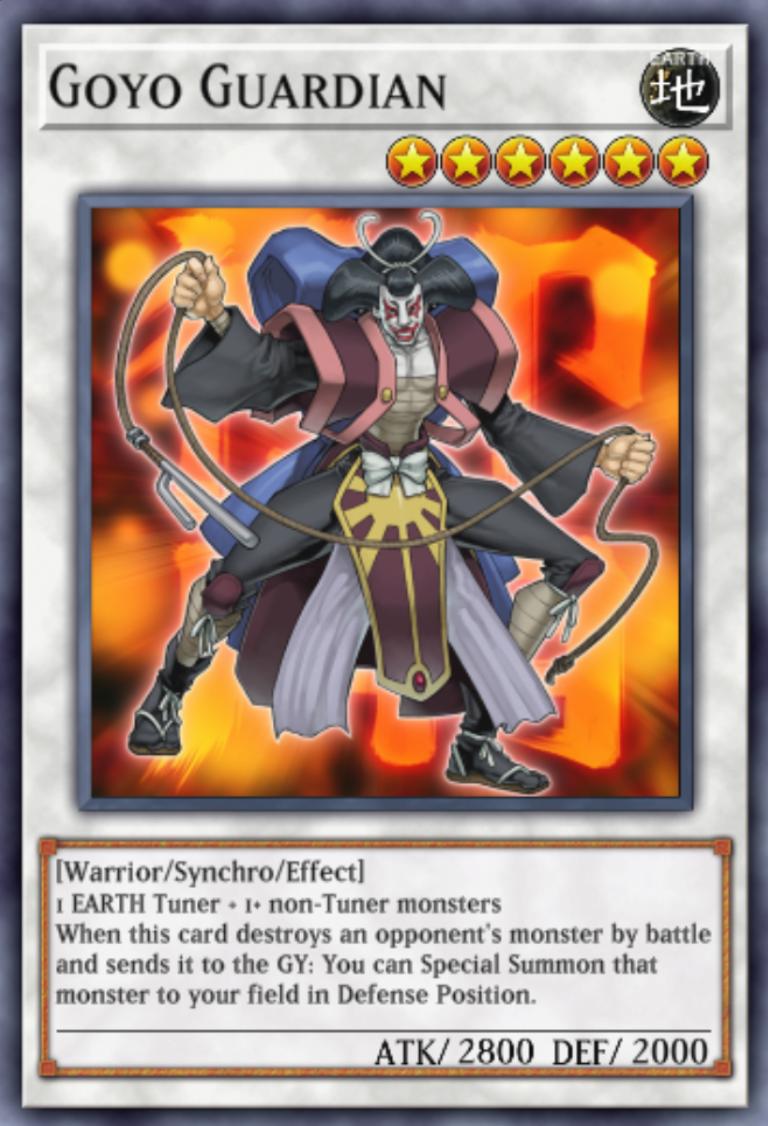 Goyo Guardian
EARTH
地
[Warrior/Synchro/Effect]
1 EARTH Tuner + 1+ non-Tuner monsters
When this card destroys an opponent's monster by battle
and sends it to the GY: You can Special Summon that
monster to your field in Defense Position.
ATK/ 2800 DEF/ 2000